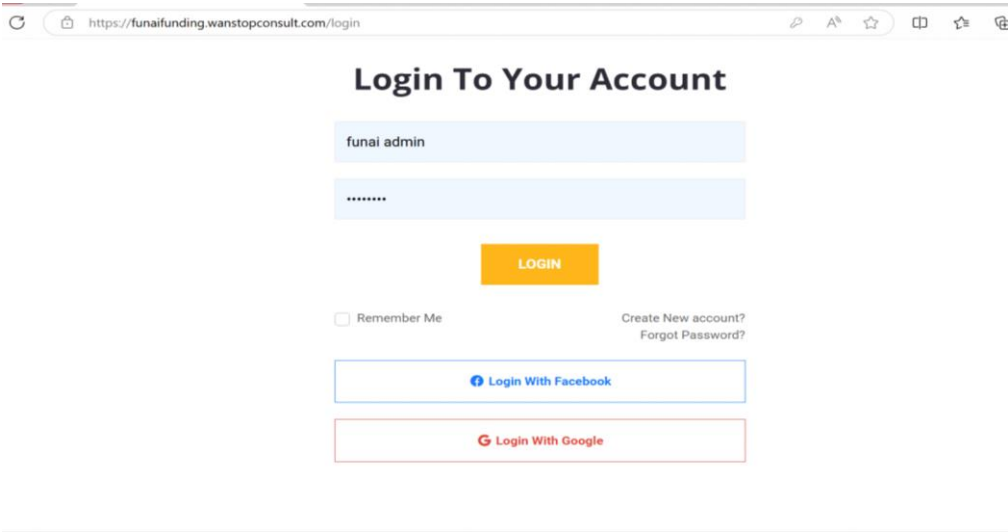 https://funaifunding.wanstopconsult.com/login
Login To Your Account
funai admin
••••••••
LOGIN
Remember Me
Create New account?
Forgot Password?
Login With Facebook
Login With Google